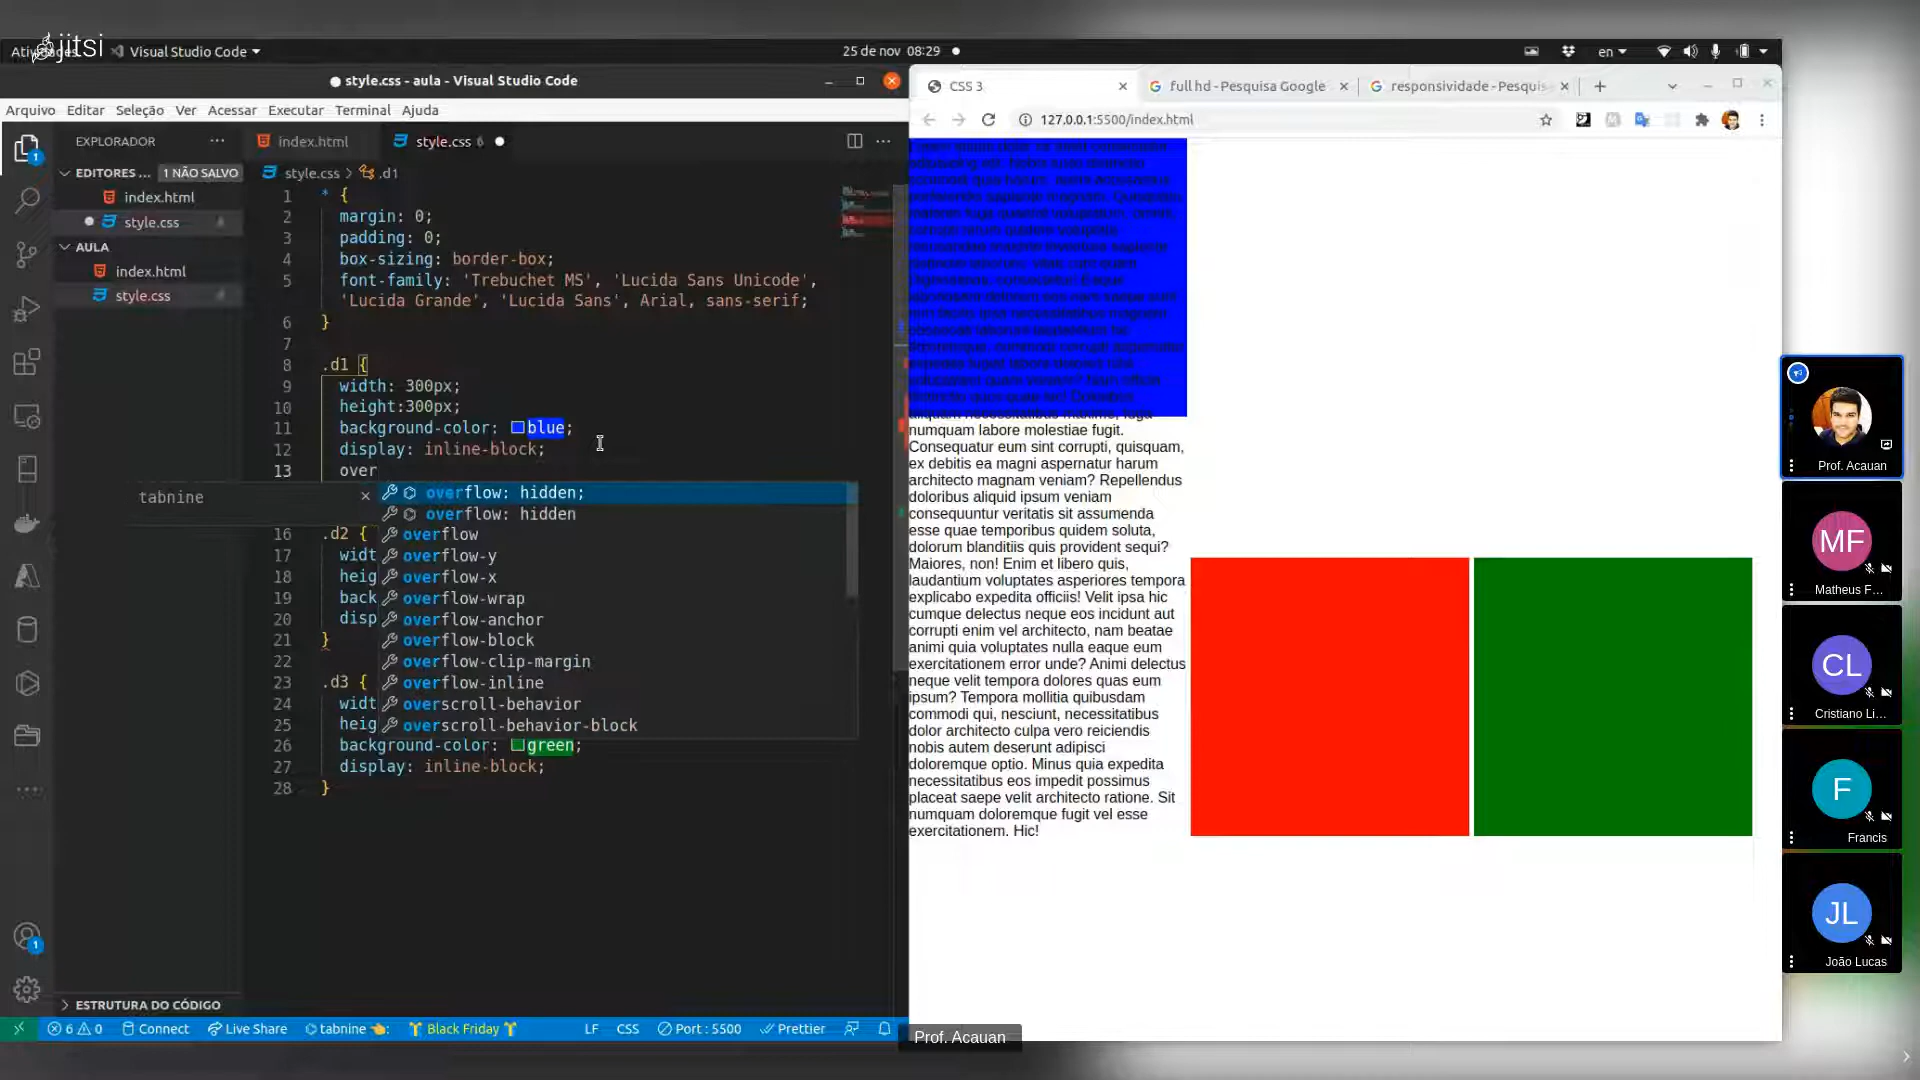 jitsi
Visual Studio Code
25 de nov 08:29
en
style.css - aula - Visual Studio Code
Arquivo Editar Seleção Ver Acessar Executar Terminal Ajuda
EXPLORADOR
EDITORES ... 1 NÃO SALVO
index.html
style.css
AULA
index.html
style.css
ESTRUTURA DO CÓDIGO
index.html
style.css 6
style.css > .d1
1 * {
2 margin: 0;
3 padding: 0;
4 box-sizing: border-box;
5 font-family: 'Trebuchet MS', 'Lucida Sans Unicode',
'Lucida Grande', 'Lucida Sans', Arial, sans-serif;
6 }
7
8 .d1 {
9 width: 300px;
10 height:300px;
11 background-color: blue;
12 display: inline-block;
13 over
tabnine
overflow: hidden;
overflow: hidden
overflow
overflow-y
overflow-x
overflow-wrap
overflow-anchor
overflow-block
overflow-clip-margin
overflow-inline
overscroll-behavior
overscroll-behavior-block
16 .d2 {
17 widt
18 heig
19 back
20 disp
21 }
22
23 .d3 {
24 widt
25 heig
26 background-color: green;
27 display: inline-block;
28 }
6 0 Connect Live Share tabnine Black Friday LF CSS Port : 5500 Prettier
CSS 3
full hd - Pesquisa Google
responsividade - Pesquis
127.0.0.1:5500/index.html
numquam labore molestiae fugit.
Consequatur eum sint corrupti, quisquam,
ex debitis ea magni aspernatur harum
architecto magnam veniam? Repellendus
doloribus aliquid ipsum veniam
consequuntur veritatis sit assumenda
esse quae temporibus quidem soluta,
dolorum blanditiis quis provident sequi?
Maiores, non! Enim et libero quis,
laudantium voluptates asperiores tempora
explicabo expedita officiis! Velit ipsa hic
cumque delectus neque eos incidunt aut
corrupti enim vel architecto, nam beatae
animi quia voluptates nulla eaque eum
exercitationem error unde? Animi delectus
neque velit tempora dolores quas eum
ipsum? Tempora mollitia quibusdam
commodi qui, nesciunt, necessitatibus
dolor architecto culpa vero reiciendis
nobis autem deserunt adipisci
doloremque optio. Minus quia expedita
necessitatibus eos impedit possimus
placeat saepe velit architecto ratione. Sit
numquam doloremque fugit vel esse
exercitationem. Hic!
Prof. Acauan
Prof. Acauan
MF
Matheus F...
CL
Cristiano Li...
F
Francis
JL
João Lucas